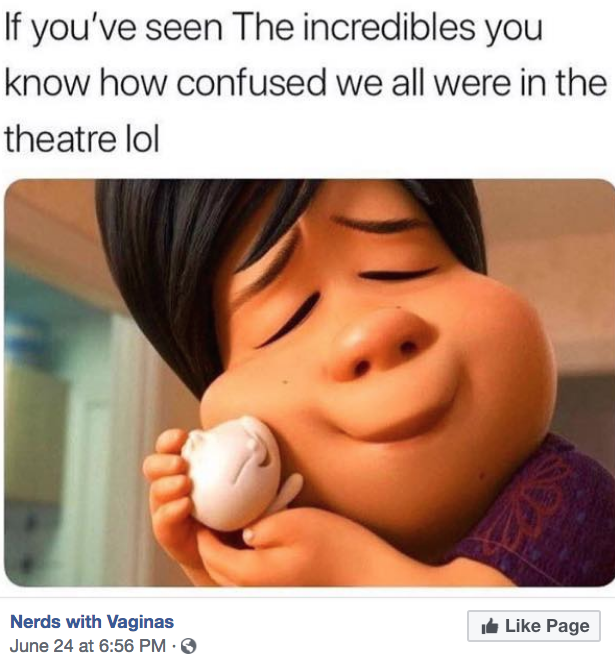 If you've seen The incredibles you
know how confused we all were in the
theatre lol
Nerds with Vaginas
Like Page
June 24 at 6:56 PM ·